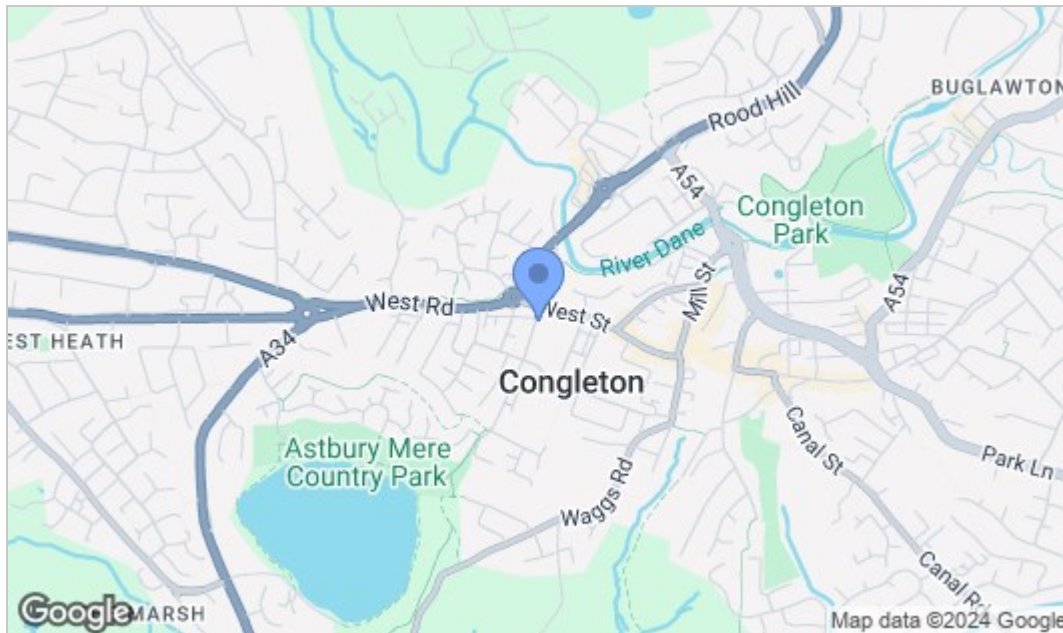 Rood Hill
BUGLAWTON
A54
Congleton
Park
River Dane
Mill St
A54
West Rd
West St
EST HEATH
A34
Congleton
Astbury Mere
Country Park
Canal St
Park Ln
Waggs Rd
Canal Rd
Google
MARSH
Map data ©2024 Google